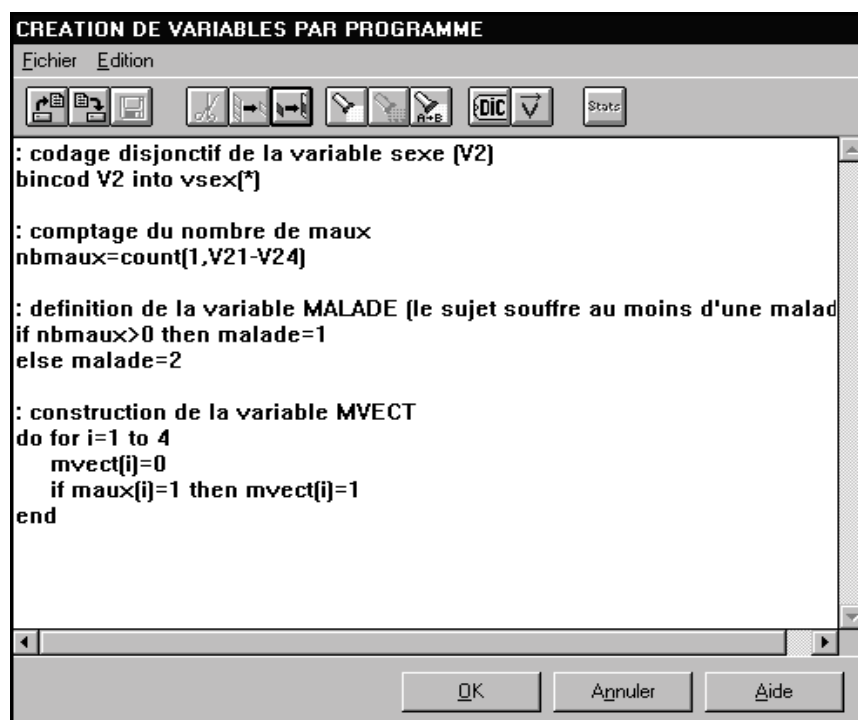 CREATION DE VARIABLES PAR PROGRAMME
Fichier Edition
A→B DIC V Stats
: codage disjonctif de la variable sexe (V2)
bincod V2 into vsex(*)
: comptage du nombre de maux
nbmaux=count(1,V21-V24)
: definition de la variable MALADE (le sujet souffre au moins d'une malad
if nbmaux>0 then malade=1
else malade=2
: construction de la variable MVECT
do for i=1 to 4
mvect(i)=0
if maux(i)=1 then mvect(i)=1
end
OK Annuler Aide